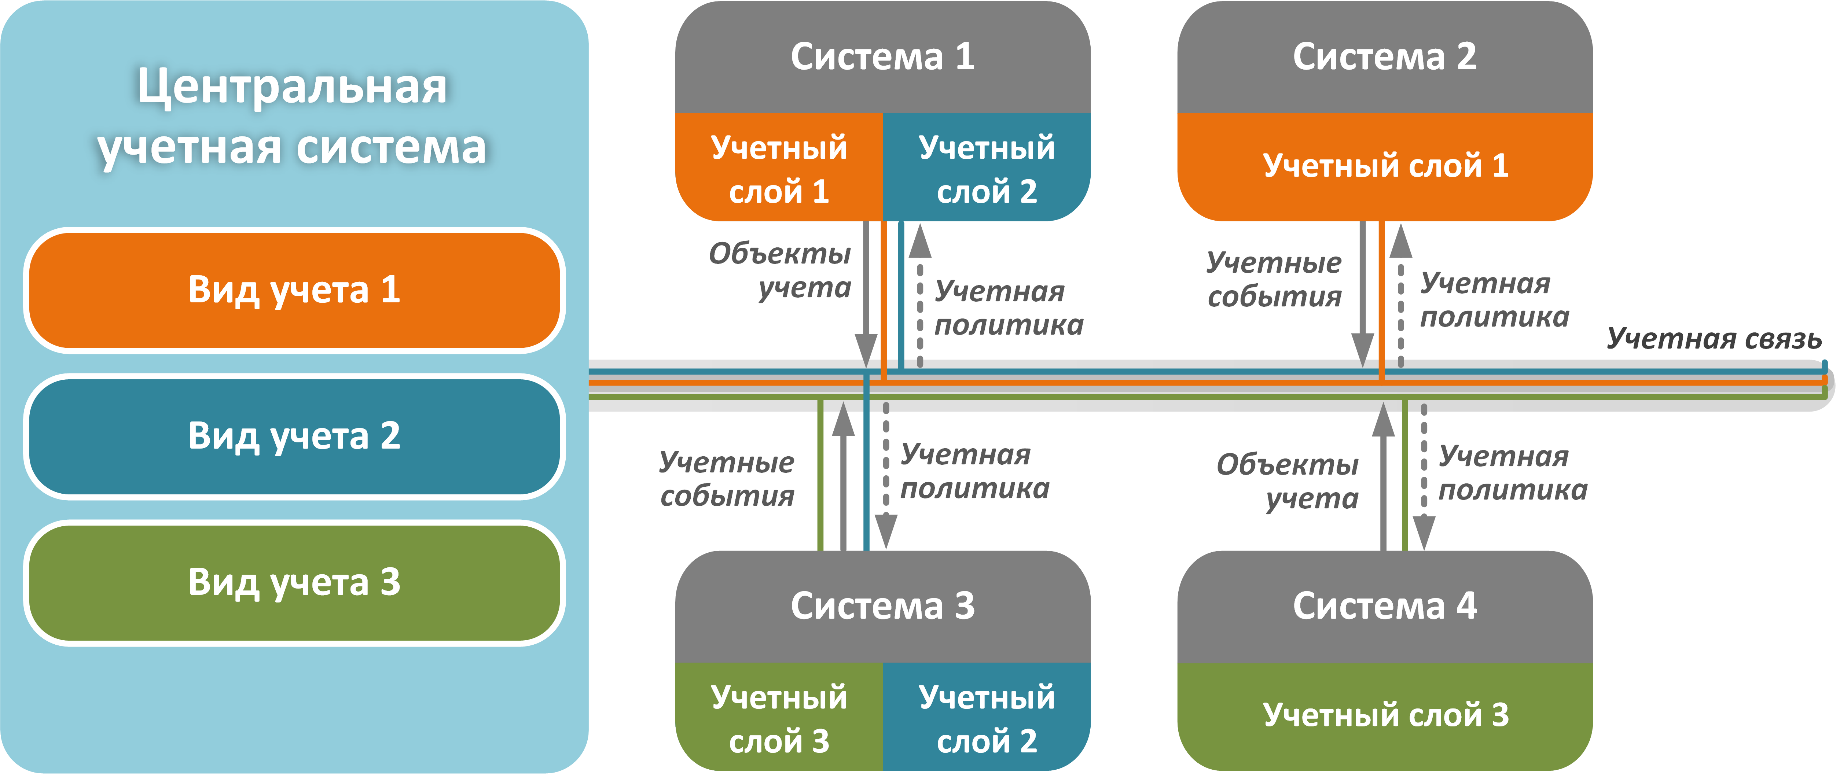 Центральная
учетная система
Вид учета 1
Вид учета 2
Вид учета 3
Система 1
Учетный
слой 1
Учетный
слой 2
Система 2
Учетный слой 1
Объекты
учета
Учетная
политика
Учетные
события
Учетная
политика
Учетная связь
Учетные
события
Учетная
политика
Объекты
учета
Учетная
политика
Система 3
Учетный
слой 3
Учетный
слой 2
Система 4
Учетный слой 3